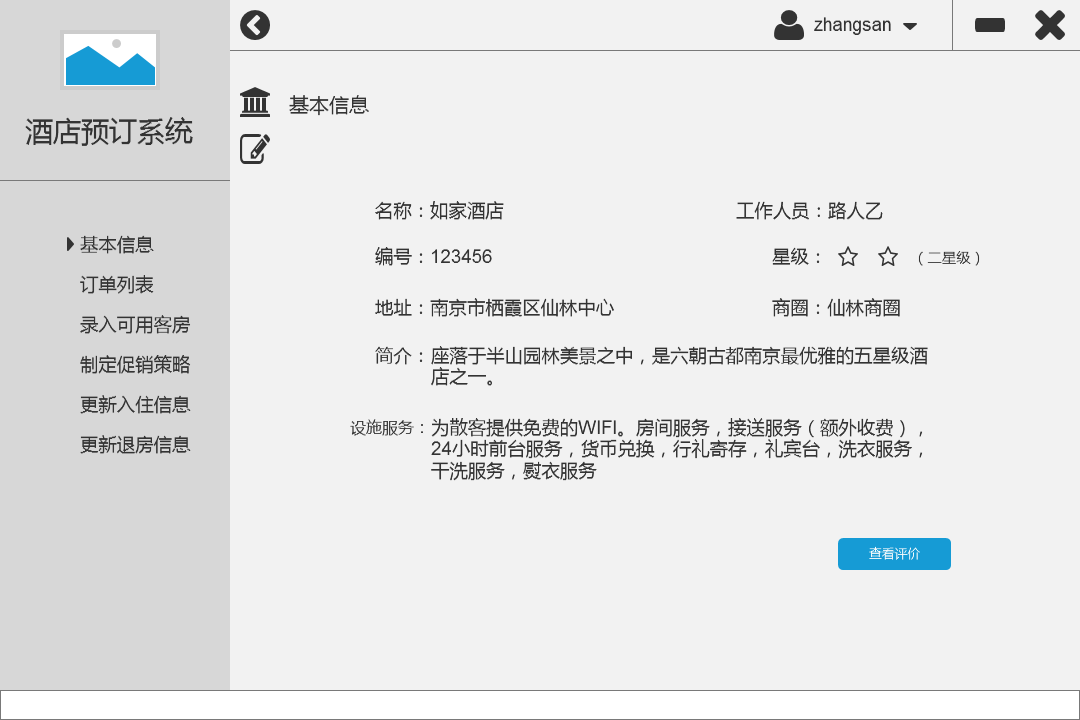 zhangsan
酒店预订系统
基本信息
订单列表
录入可用客房
制定促销策略
更新入住信息
更新退房信息
基本信息
名称：如家酒店
工作人员：路人乙
编号：123456
星级：
（二星级）
地址：南京市栖霞区仙林中心
商圈：仙林商圈
简介：座落于半山园林美景之中，是六朝古都南京最优雅的五星级酒
店之一。
设施服务：为散客提供免费的WIFI。房间服务，接送服务（额外收费），
24小时前台服务，货币兑换，行礼寄存，礼宾台，洗衣服务，
干洗服务，熨衣服务
查看评价